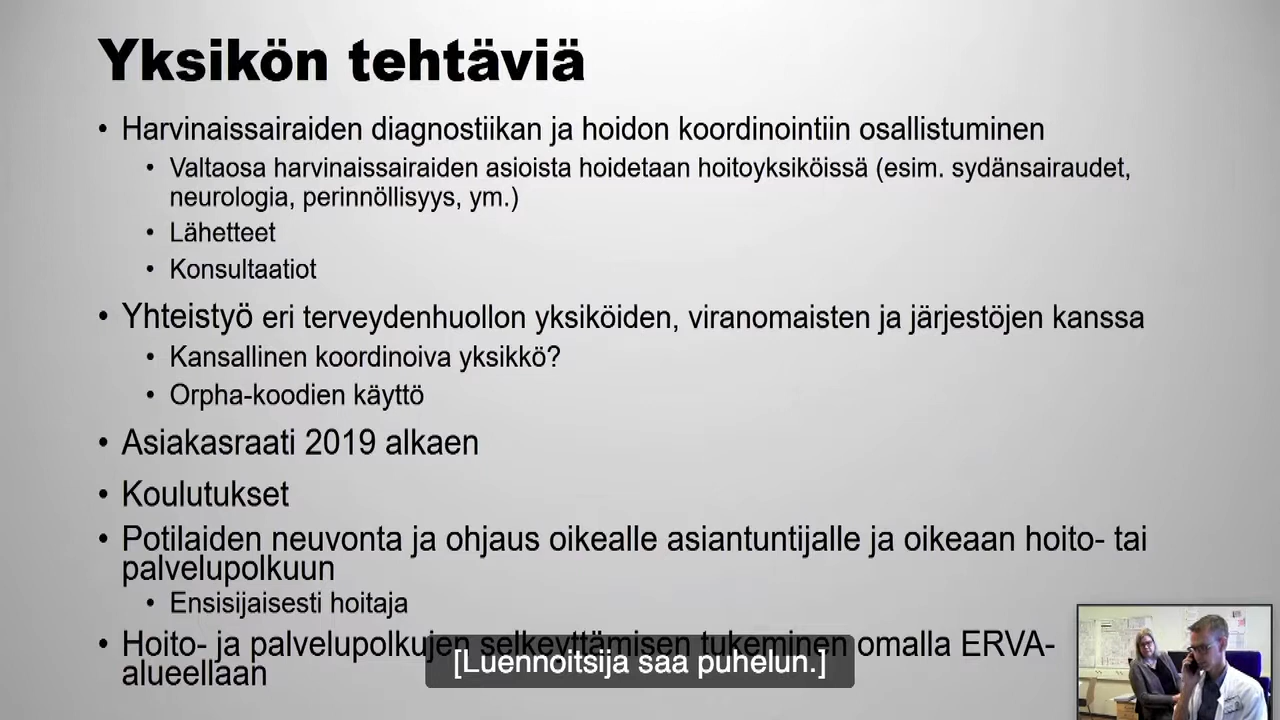 Yksikön tehtäviä
• Harvinaissairaiden diagnostiikan ja hoidon koordinointiin osallistuminen
• Valtaosa harvinaissairaiden asioista hoidetaan hoitoyksiköissä (esim. sydänsairaudet,
neurologia, perinnöllisyys, ym.)
• Lähetteet
• Konsultaatiot
• Yhteistyö eri terveydenhuollon yksiköiden, viranomaisten ja järjestöjen kanssa
• Kansallinen koordinoiva yksikkö?
• Orpha-koodien käyttö
• Asiakasraati 2019 alkaen
• Koulutukset
• Potilaiden neuvonta ja ohjaus oikealle asiantuntijalle ja oikeaan hoito- tai
palvelupolkuun
• Ensisijaisesti hoitaja
• Hoito- ja palvelupolkujen selkeyttämisen tukeminen omalla ERVA-
alueellaan
[Luennoitsija saa puhelun.]